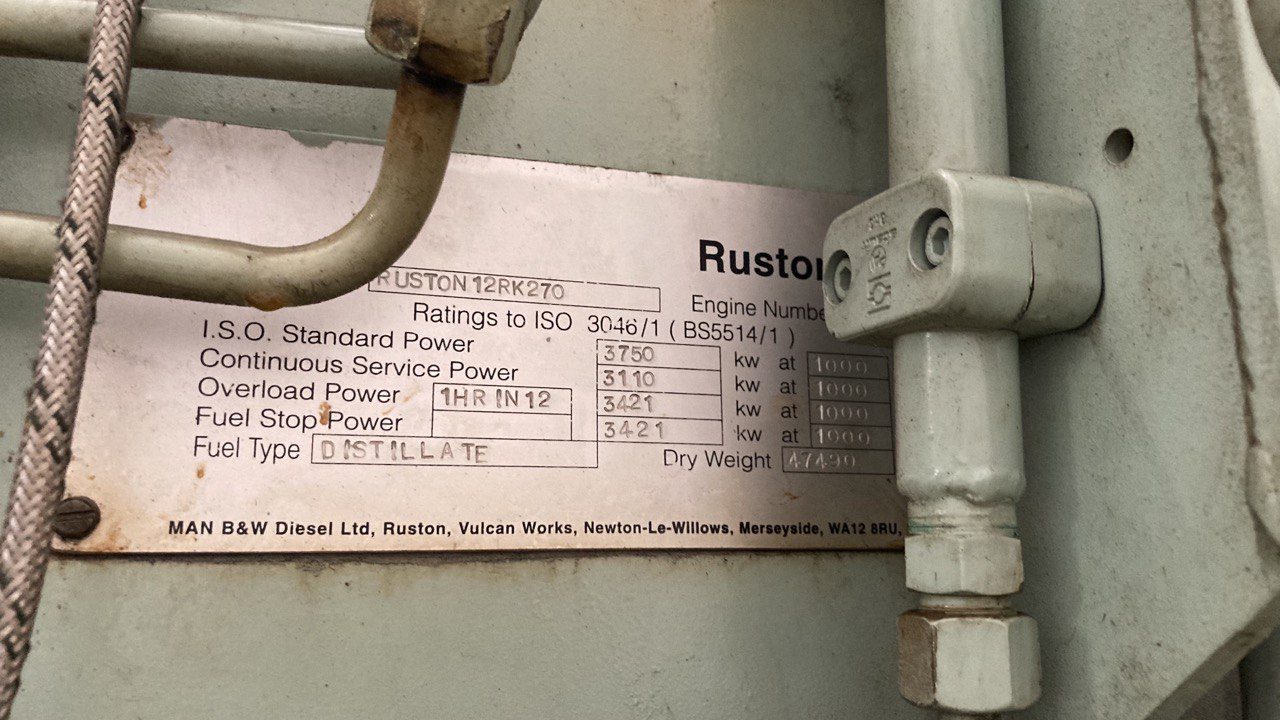 Ruston
RUSTON 12RK270 Engine Numbe
Ratings to ISO 3046/1 ( BS5514/1 )
I.S.O. Standard Power 3750 kw at 1000
Continuous Service Power 3110 kw at 1000
Overload Power 1HR IN 12 3421 kw at 1000
Fuel Stop Power 3421 kw at 1000
Fuel Type DISTILLATE
Dry Weight 47490
MAN B&W Diesel Ltd, Ruston, Vulcan Works, Newton-Le-Willows, Merseyside, WA12 8RU,